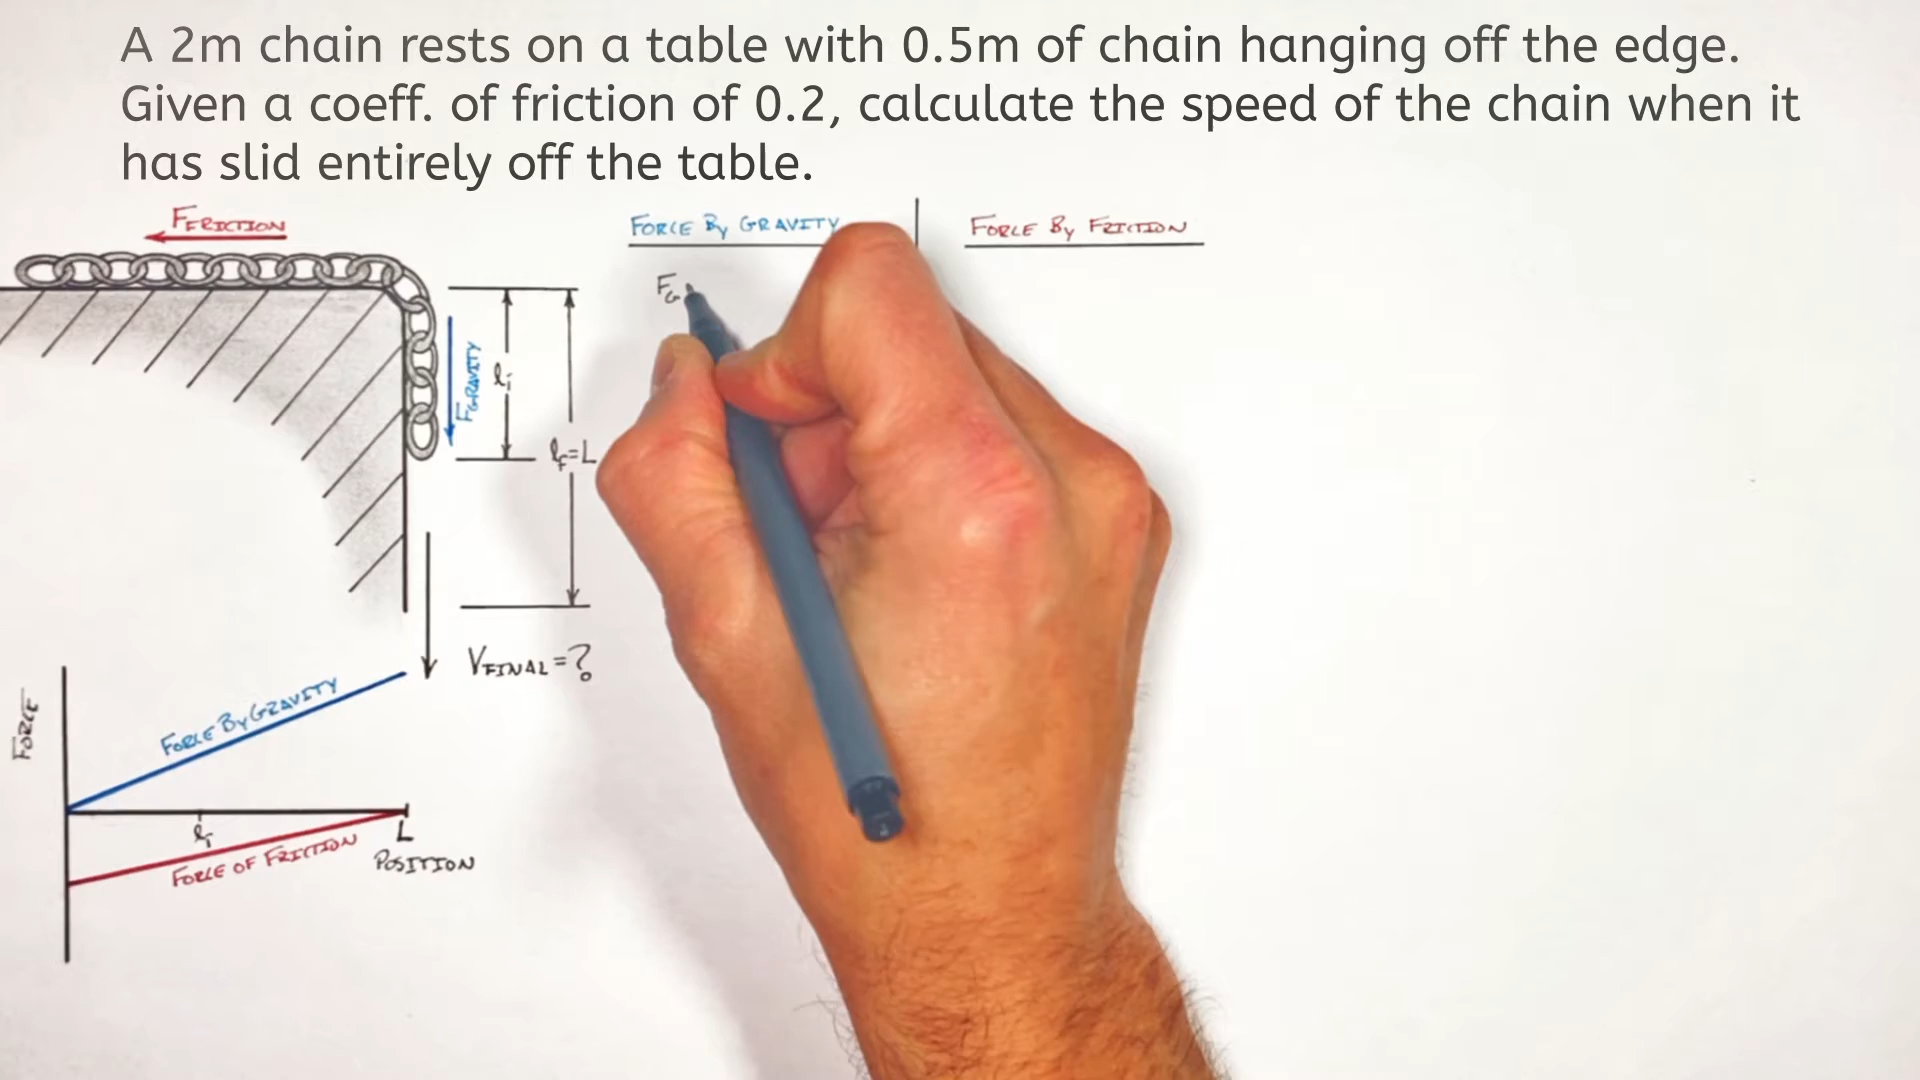 A 2m chain rests on a table with 0.5m of chain hanging off the edge.
Given a coeff. of friction of 0.2, calculate the speed of the chain when it
has slid entirely off the table.
FFRICTION
FORCE BY GRAVITY
FORCE BY FRICTION
FG
FGRAVITY
li
lF=L
VFINAL=?
FORCE
FORCE BY GRAVITY
li
L
FORCE OF FRICTION
POSITION